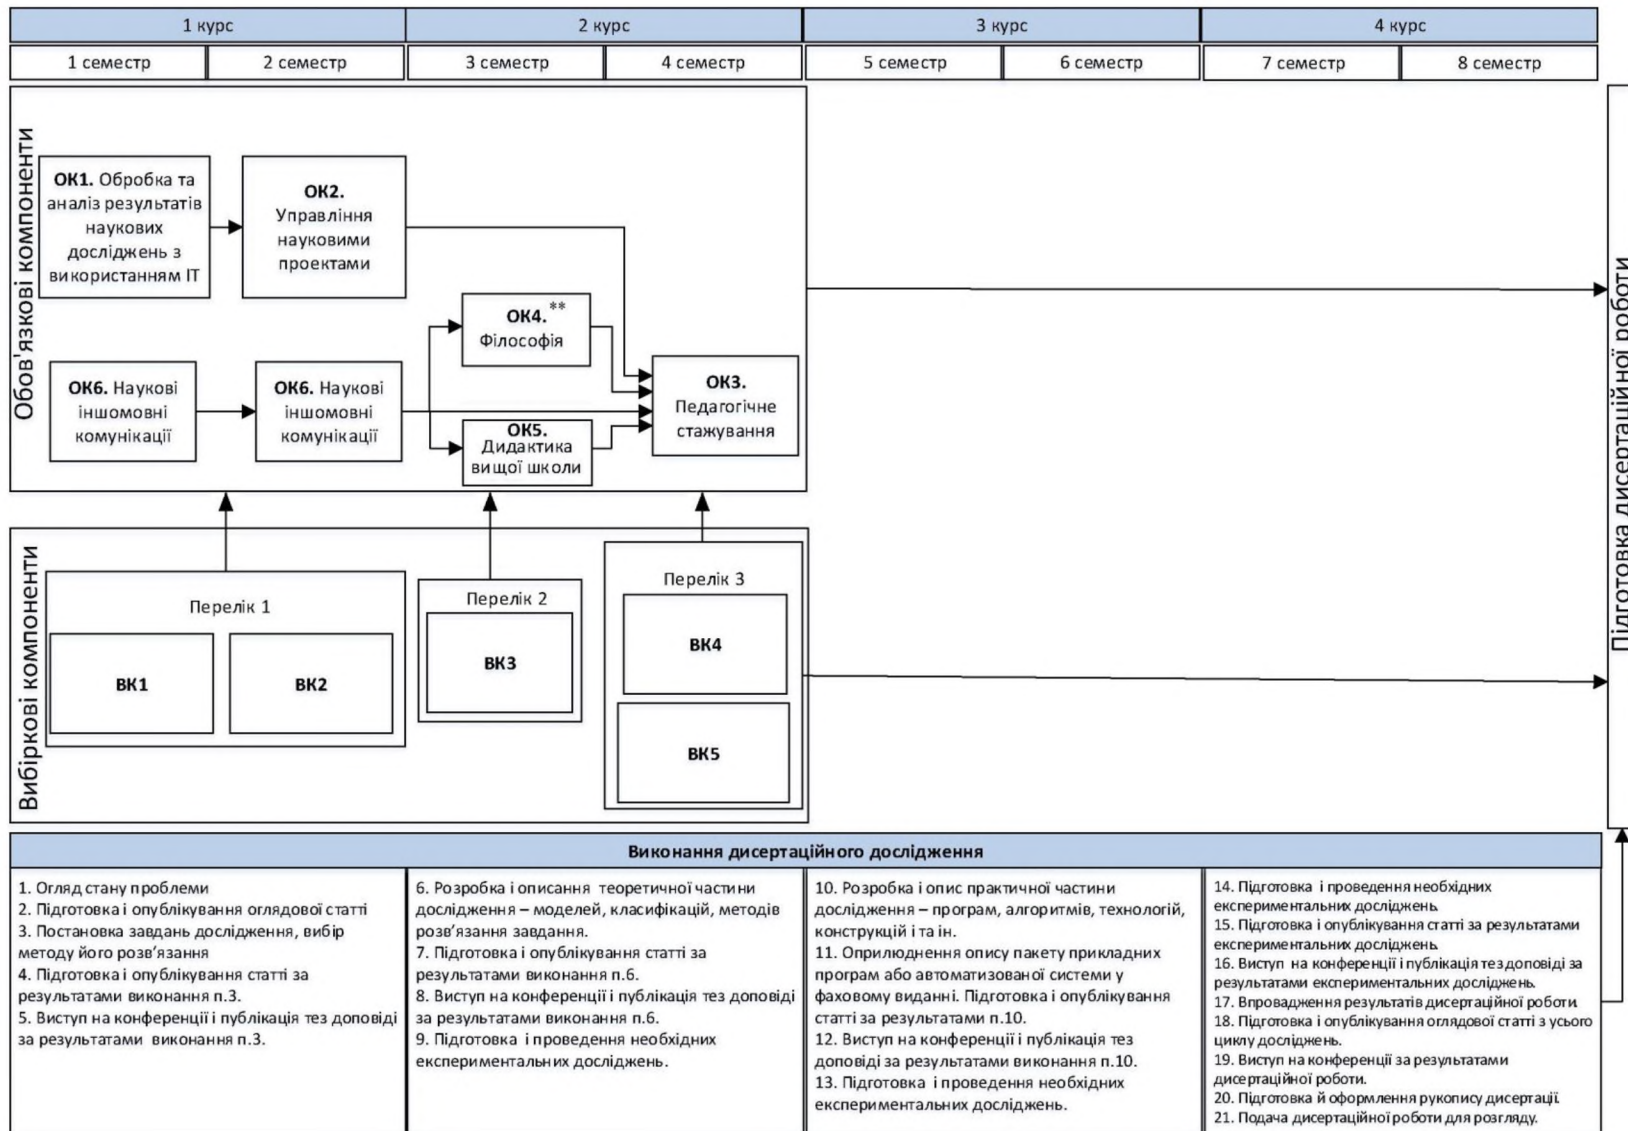 1 курс
2 курс
3 курс
4 курс
1 семестр
2 семестр
3 семестр
4 семестр
5 семестр
6 семестр
7 семестр
8 семестр
Обов'язкові компоненти
ОК1. Обробка та
аналіз результатів
наукових
досліджень з
використанням ІТ
ОК2.
Управління
науковими
проектами
ОК4.**
Філософія
ОК6. Наукові
іншомовні
комунікації
ОК6. Наукові
іншомовні
комунікації
ОК5.
Дидактика
вищої школи
ОК3.
Педагогічне
стажування
Підготовка дисертаційної роботи
Вибіркові компоненти
Перелік 1
ВК1
ВК2
Перелік 2
ВК3
Перелік 3
ВК4
ВК5
Виконання дисертаційного дослідження
1. Огляд стану проблеми
2. Підготовка і опублікування оглядової статті
3. Постановка завдань дослідження, вибір
методу його розв'язання
4. Підготовка і опублікування статті за
результатами виконання п.3.
5. Виступ на конференції і публікація тез доповіді
за результатами виконання п.3.
6. Розробка і описання теоретичної частини
дослідження – моделей, класифікацій, методів
розв'язання завдання.
7. Підготовка і опублікування статті за
результатами виконання п.6.
8. Виступ на конференції і публікація тез доповіді
за результатами виконання п.6.
9. Підготовка і проведення необхідних
експериментальних досліджень.
10. Розробка і опис практичної частини
дослідження – програм, алгоритмів, технологій,
конструкцій і та ін.
11. Оприлюднення опису пакету прикладних
програм або автоматизованої системи у
фаховому виданні. Підготовка і опублікування
статті за результатами п.10.
12. Виступ на конференції і публікація тез
доповіді за результатами виконання п.10.
13. Підготовка і проведення необхідних
експериментальних досліджень.
14. Підготовка і проведення необхідних
експериментальних досліджень.
15. Підготовка і опублікування статті за результатами
експериментальних досліджень.
16. Виступ на конференції і публікація тез доповіді за
результатами експериментальних досліджень.
17. Впровадження результатів дисертаційної роботи.
18. Підготовка і опублікування оглядової статті з усього
циклу досліджень.
19. Виступ на конференції за результатами
дисертаційної роботи.
20. Підготовка й оформлення рукопису дисертації.
21. Подача дисертаційної роботи для розгляду.